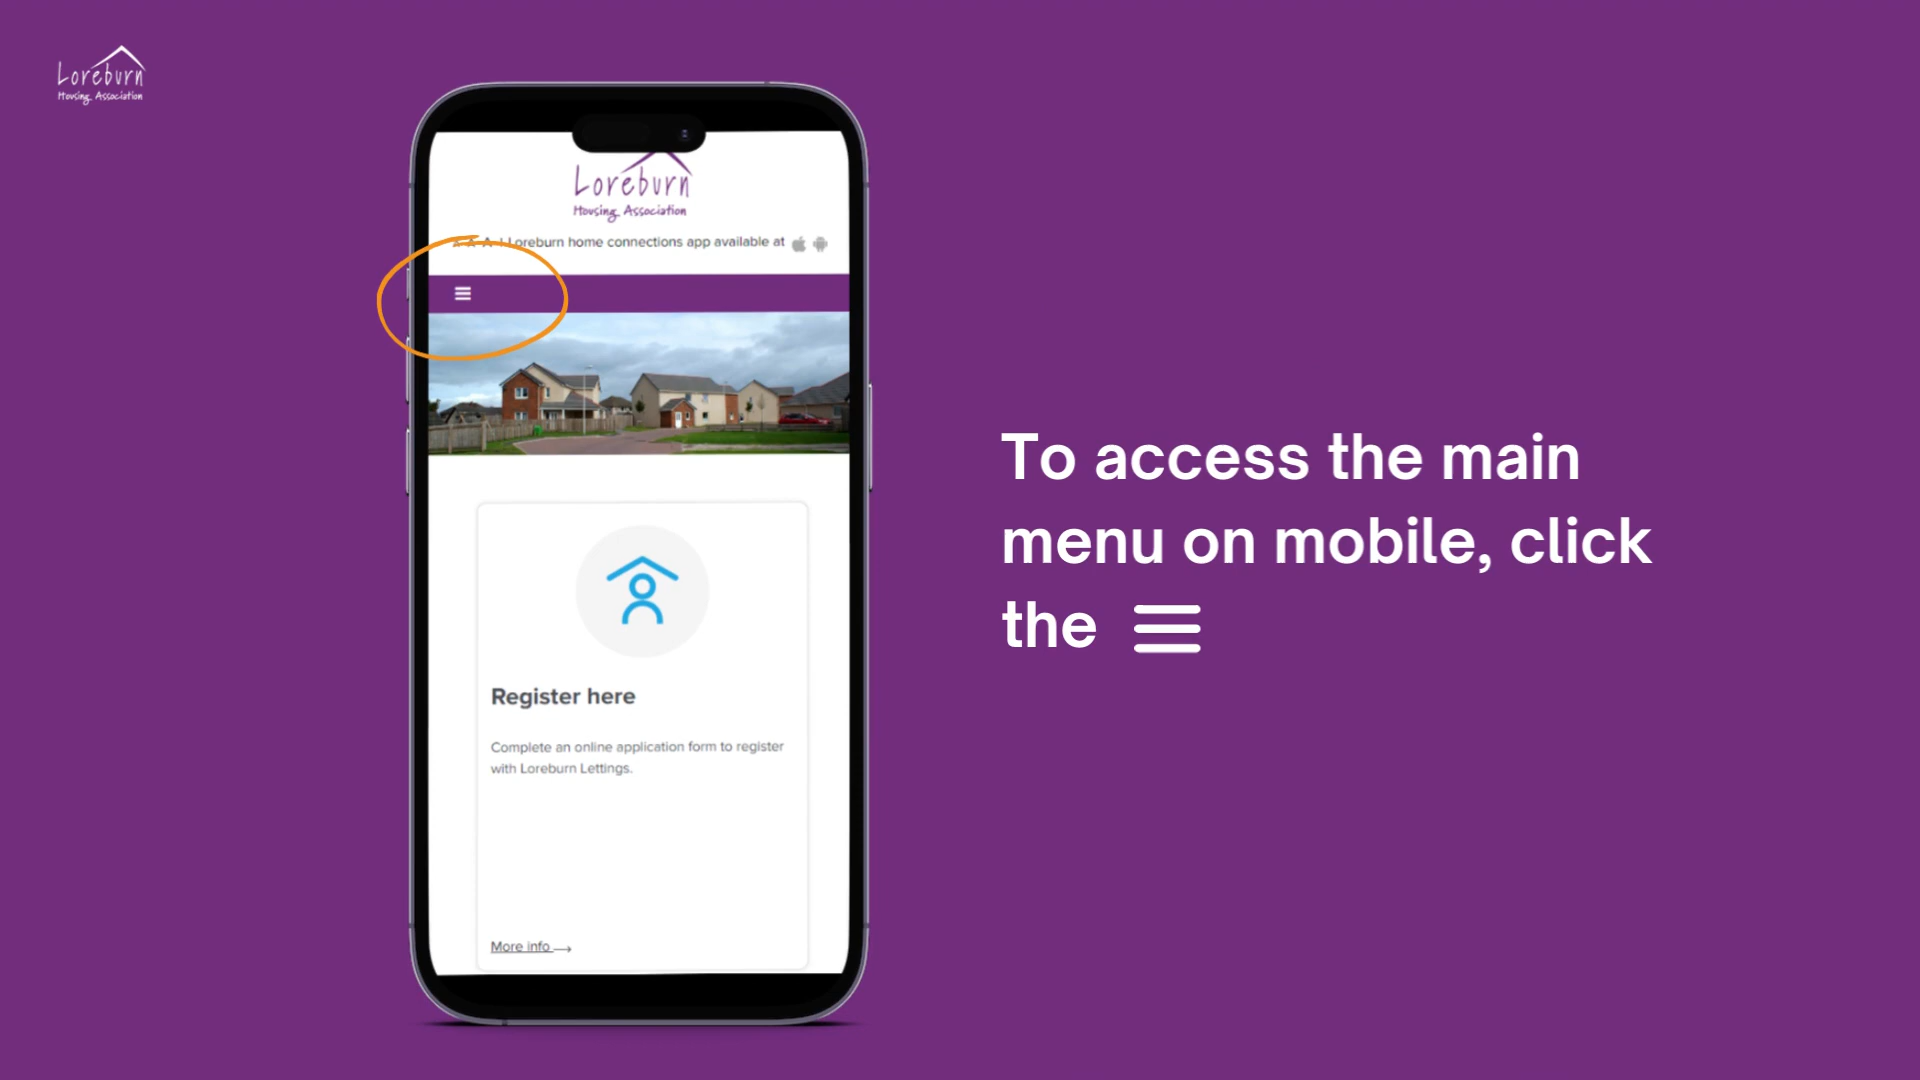 Loreburn
Housing Association
Loreburn
Housing Association
A A A | Loreburn home connections app available at
Register here
Complete an online application form to register
with Loreburn Lettings.
More info
To access the main
menu on mobile, click
the